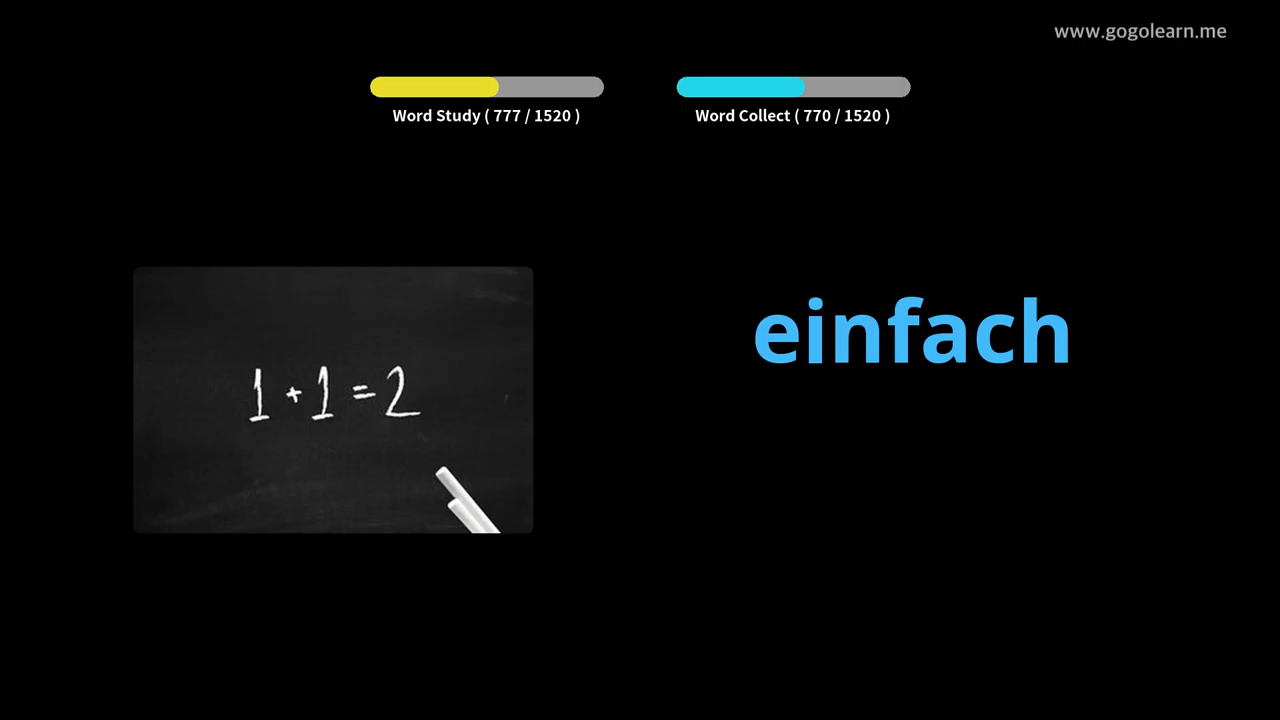 www.gogolearn.me
Word Study ( 777 / 1520 )
Word Collect ( 770 / 1520 )
einfach
1 + 1 = 2